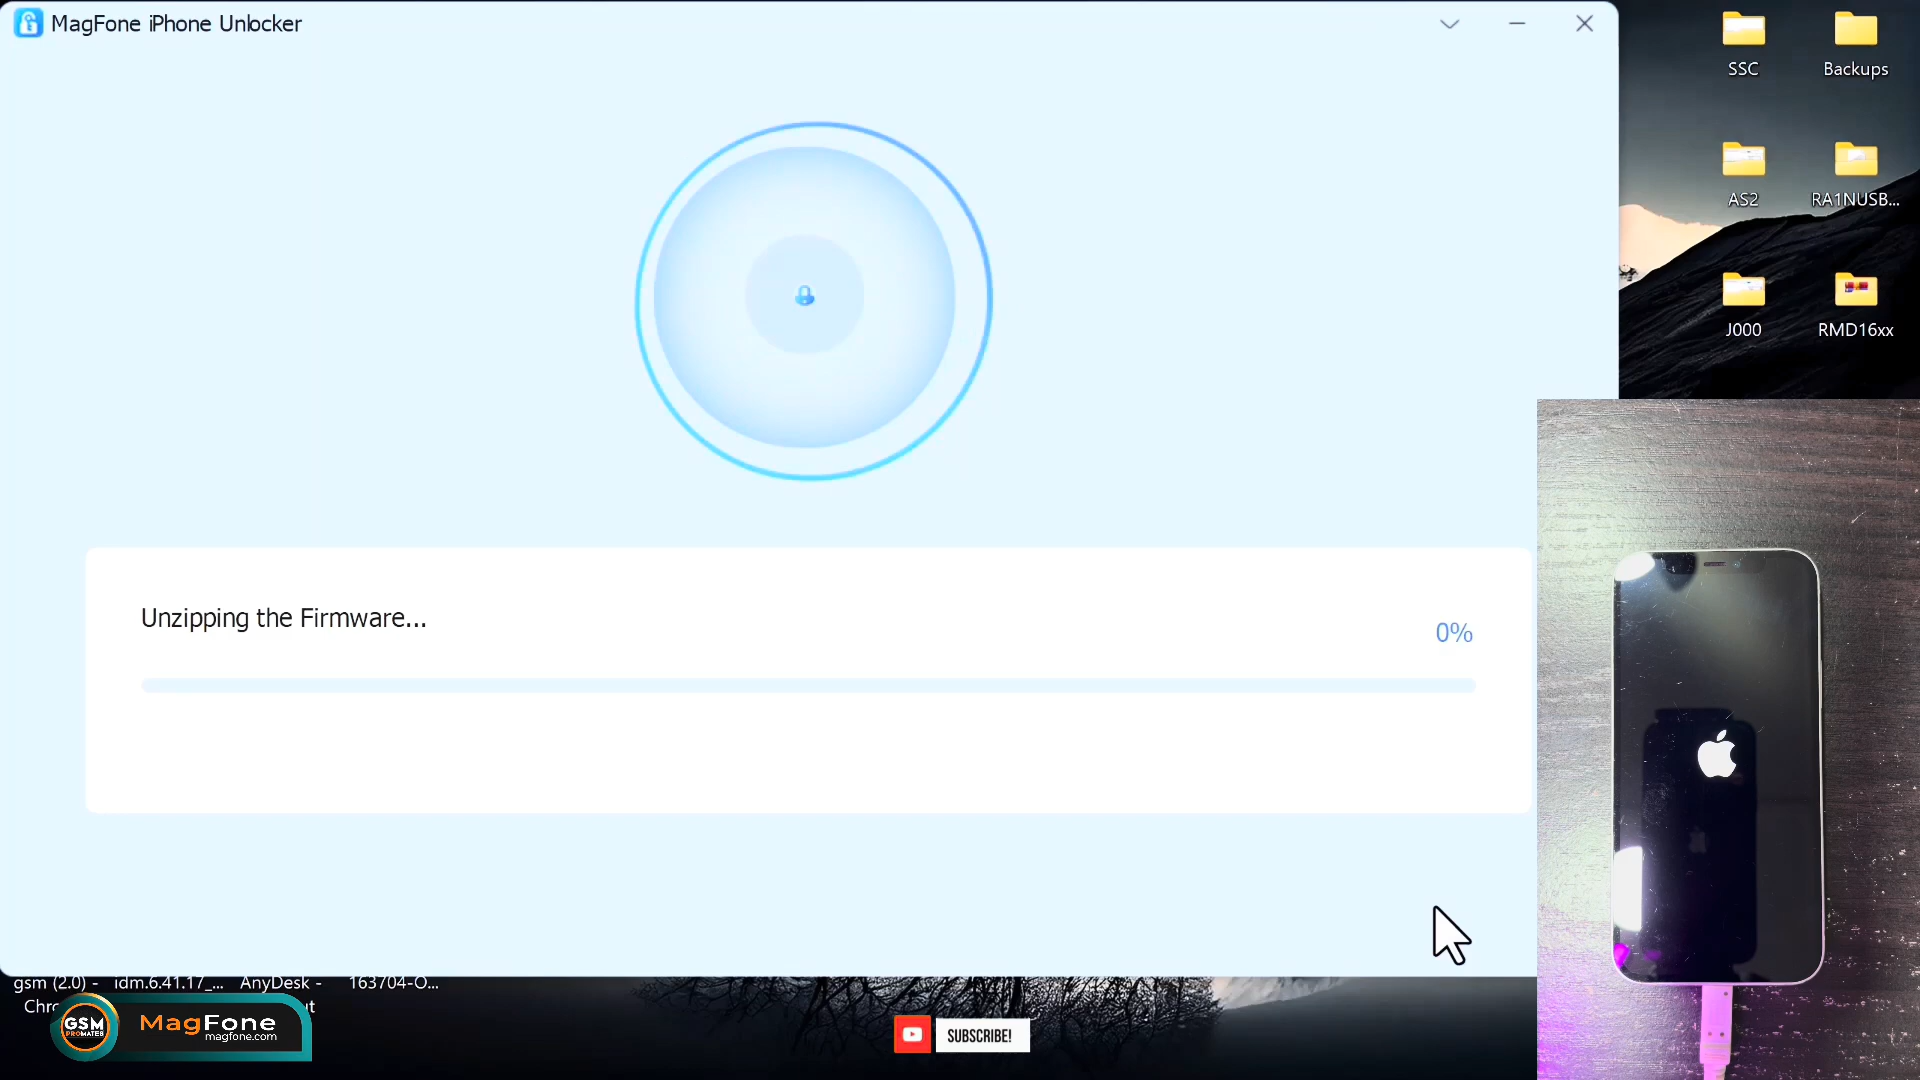 MagFone iPhone Unlocker
SSC
Backups
AS2
RA1NUSB...
J000
RMD16xx
Unzipping the Firmware...
0%
gsm (2.0) -
idm.6.41.17_...
AnyDesk -
163704-O...
GSM
PROMATES
MagFone
magfone.com
SUBSCRIBE!